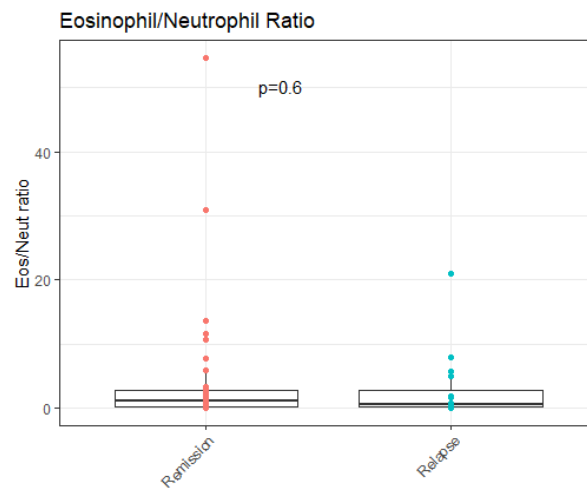 Eosinophil/Neutrophil Ratio
p=0.6
Eos/Neut ratio
40
20
0
Remission
Relapse